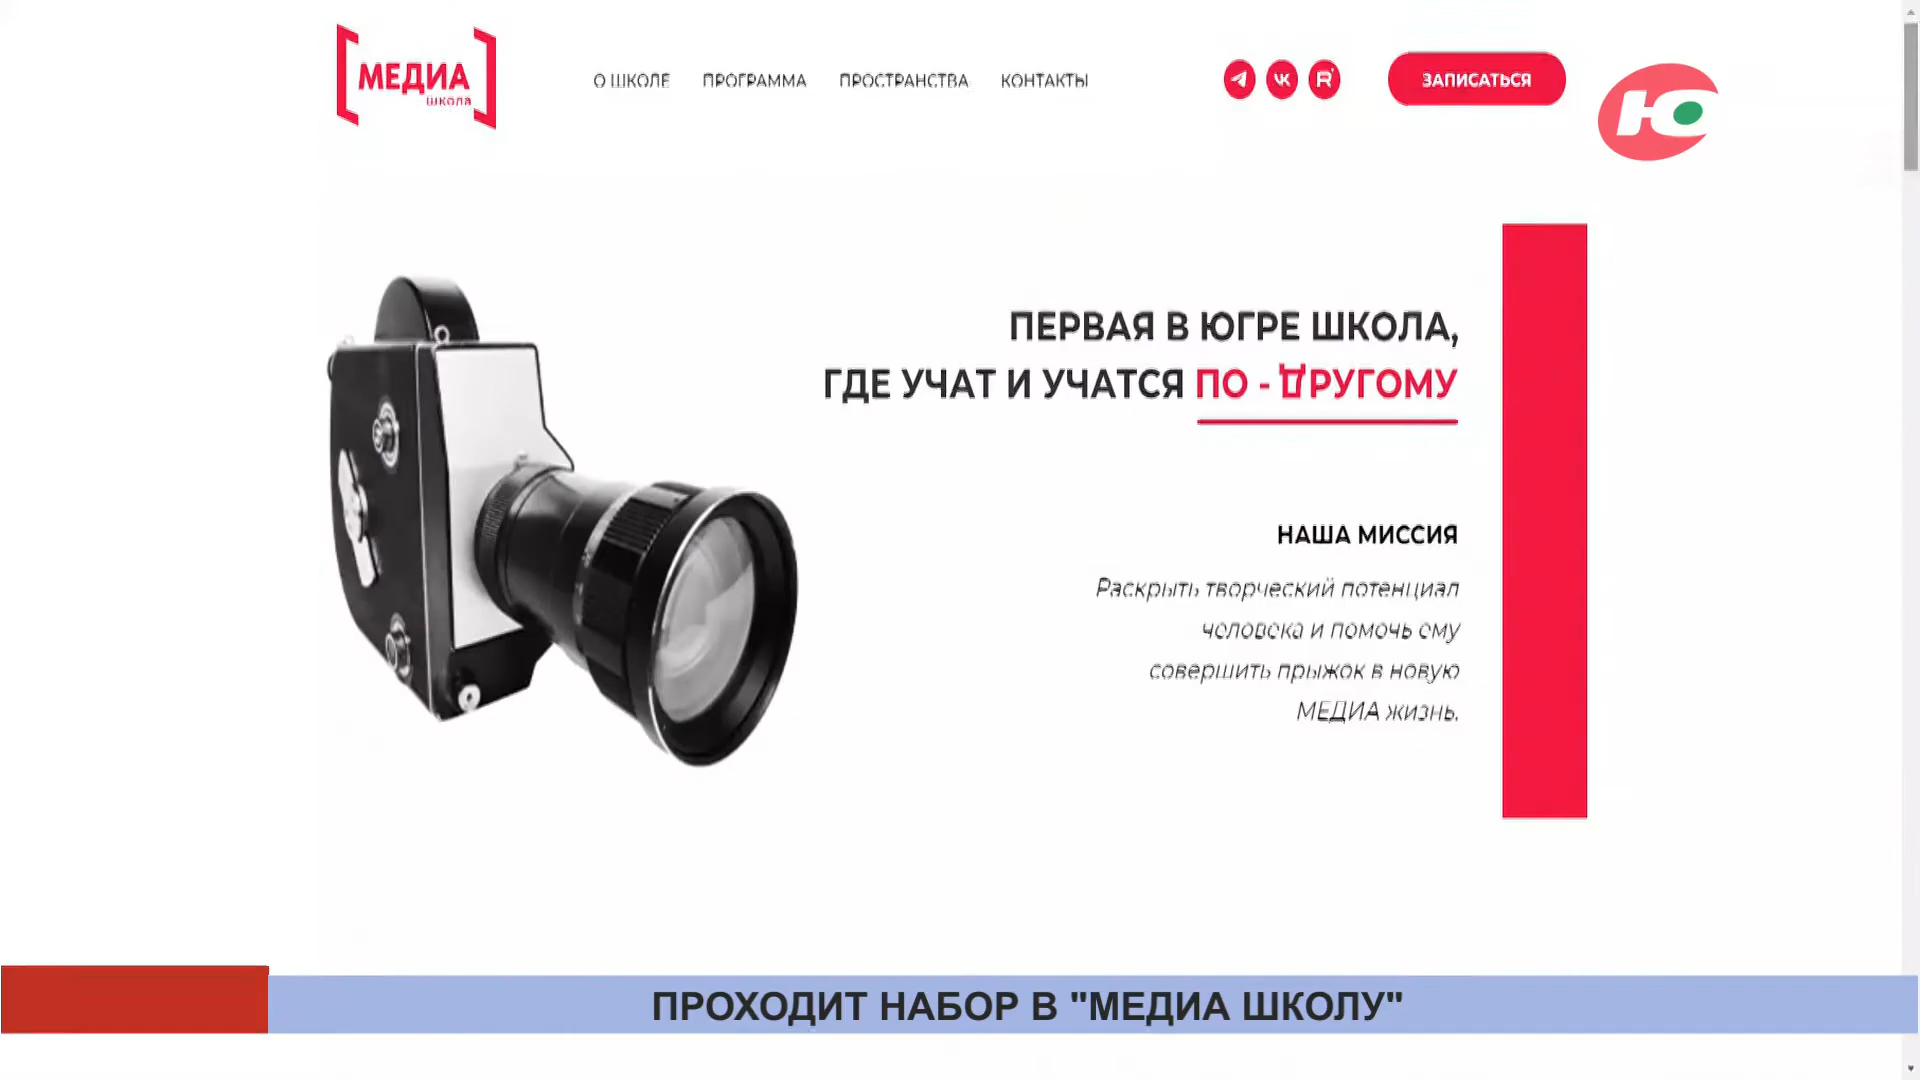 МЕДИА
школа
О ШКОЛЕ ПРОГРАММА ПРОСТРАНСТВА КОНТАКТЫ
ЗАПИСАТЬСЯ
Ю
ПЕРВАЯ В ЮГРЕ ШКОЛА,
ГДЕ УЧАТ И УЧАТСЯ ПО - ДРУГОМУ
НАША МИССИЯ
Раскрыть творческий потенциал
человека и помочь ему
совершить прыжок в новую
МЕДИА жизнь.
ПРОХОДИТ НАБОР В "МЕДИА ШКОЛУ"